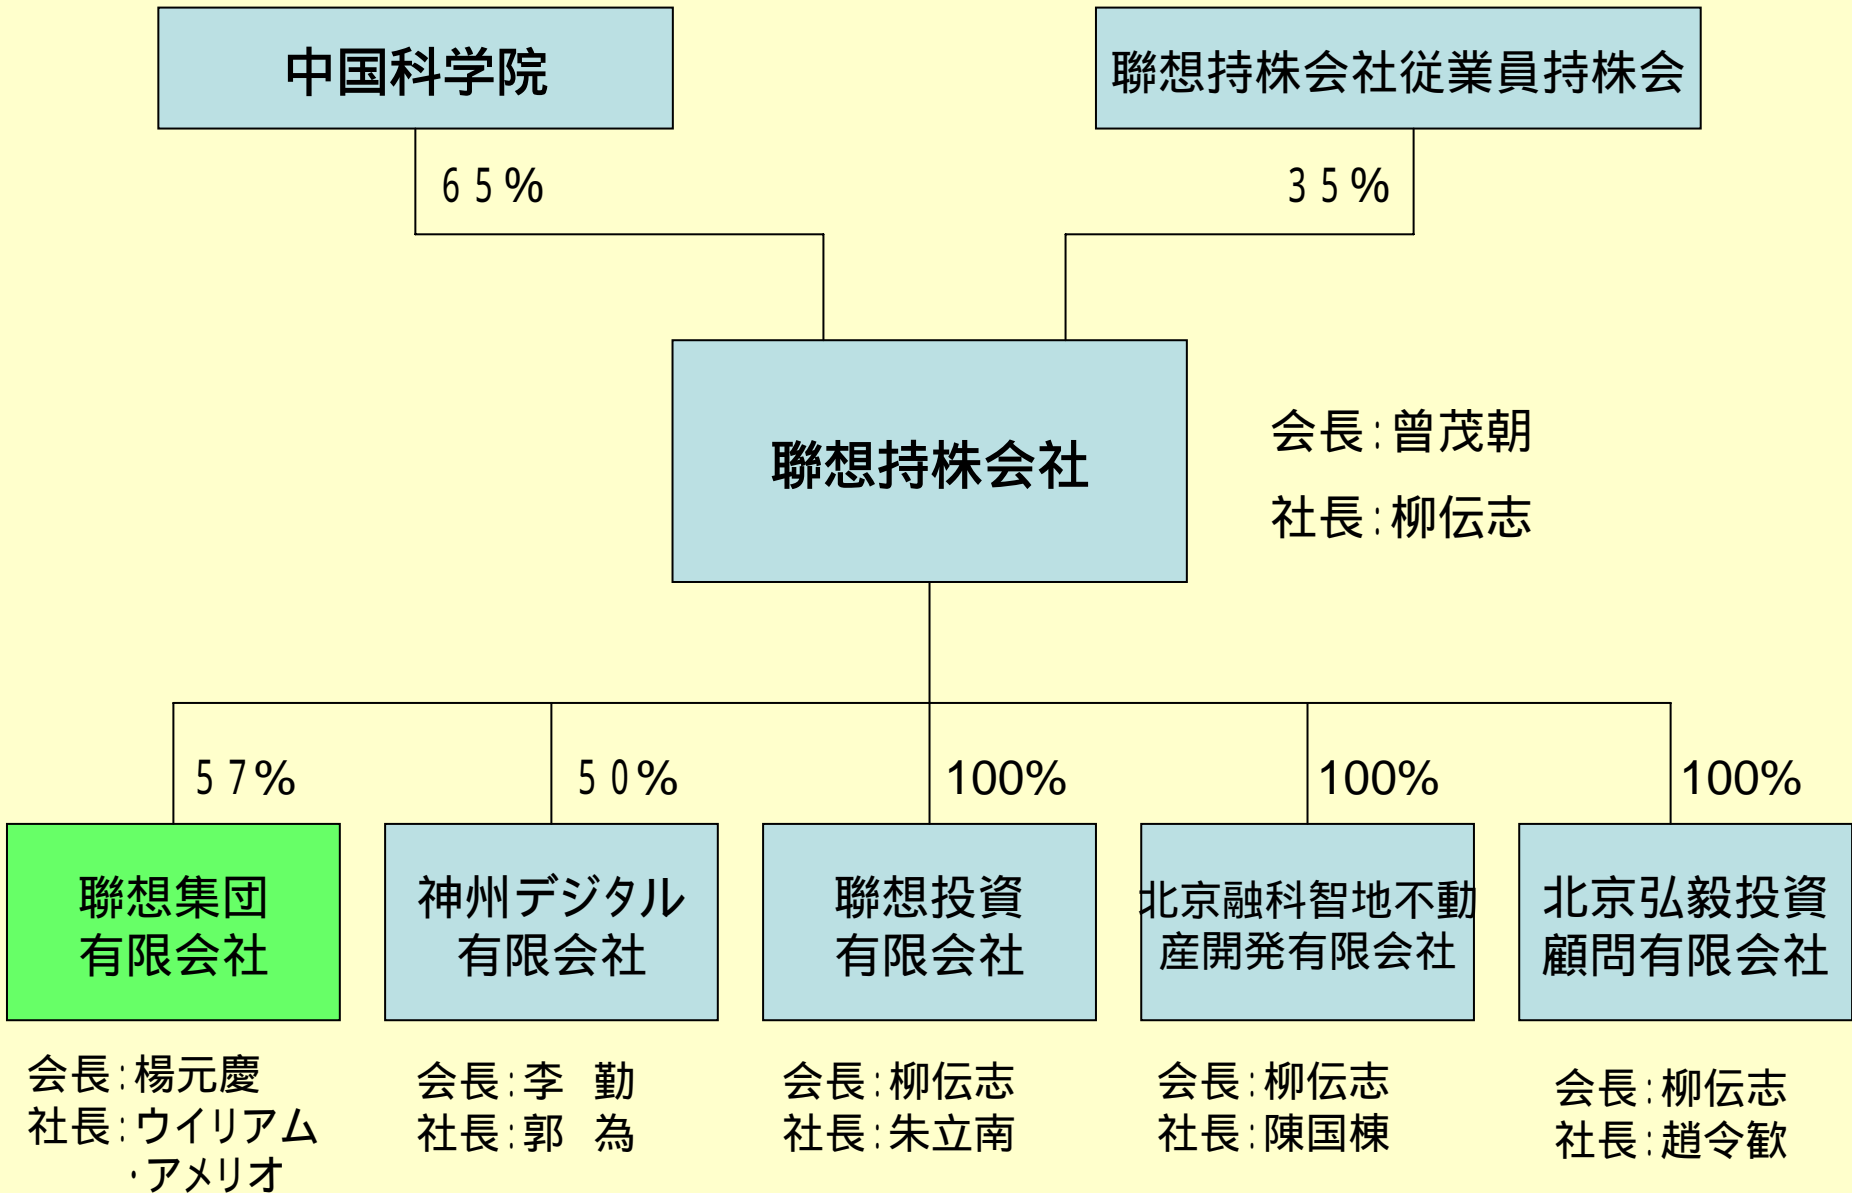 中国科学院
聯想持株会社従業員持株会
６５%
３５%
聯想持株会社
会長：曾茂朝
社長：柳伝志
５７%
５０%
100%
100%
100%
聯想集団
有限会社
神州デジタル
有限会社
聯想投資
有限会社
北京融科智地不動
産開発有限会社
北京弘毅投資
顧問有限会社
会長：楊元慶
社長：ウイリアム
・アメリオ
会長：李　勤
社長：郭　為
会長：柳伝志
社長：朱立南
会長：柳伝志
社長：陳国棟
会長：柳伝志
社長：趙令歓